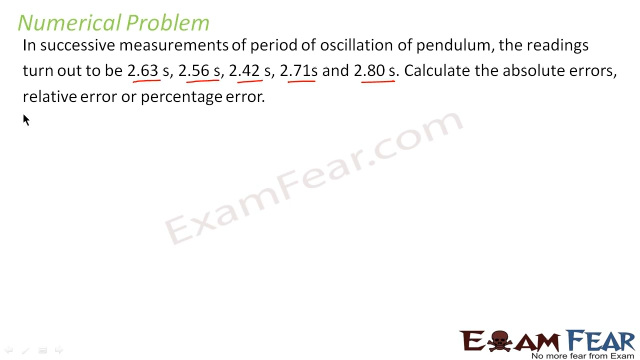 Numerical Problem
In successive measurements of period of oscillation of pendulum, the readings
turn out to be 2.63 s, 2.56 s, 2.42 s, 2.71s and 2.80 s. Calculate the absolute errors,
relative error or percentage error.
ExamFear.com
EXAM FEAR
No more fear from Exam